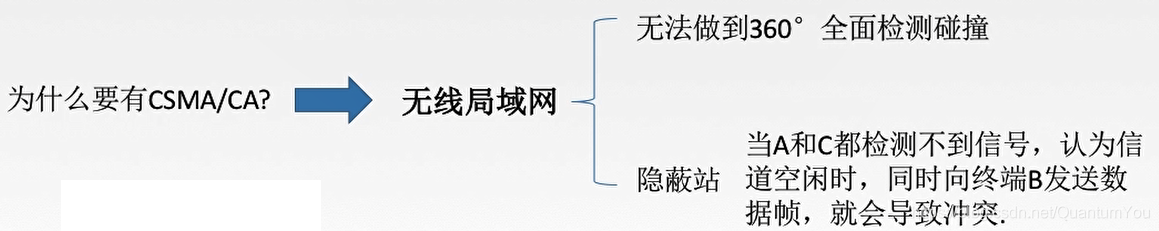 无法做到360°全面检测碰撞
为什么要有CSMA/CA?
无线局域网
隐蔽站
当A和C都检测不到信号，认为信
道空闲时，同时向终端B发送数
据帧，就会导致冲突.
csdn.net/QuantumYou